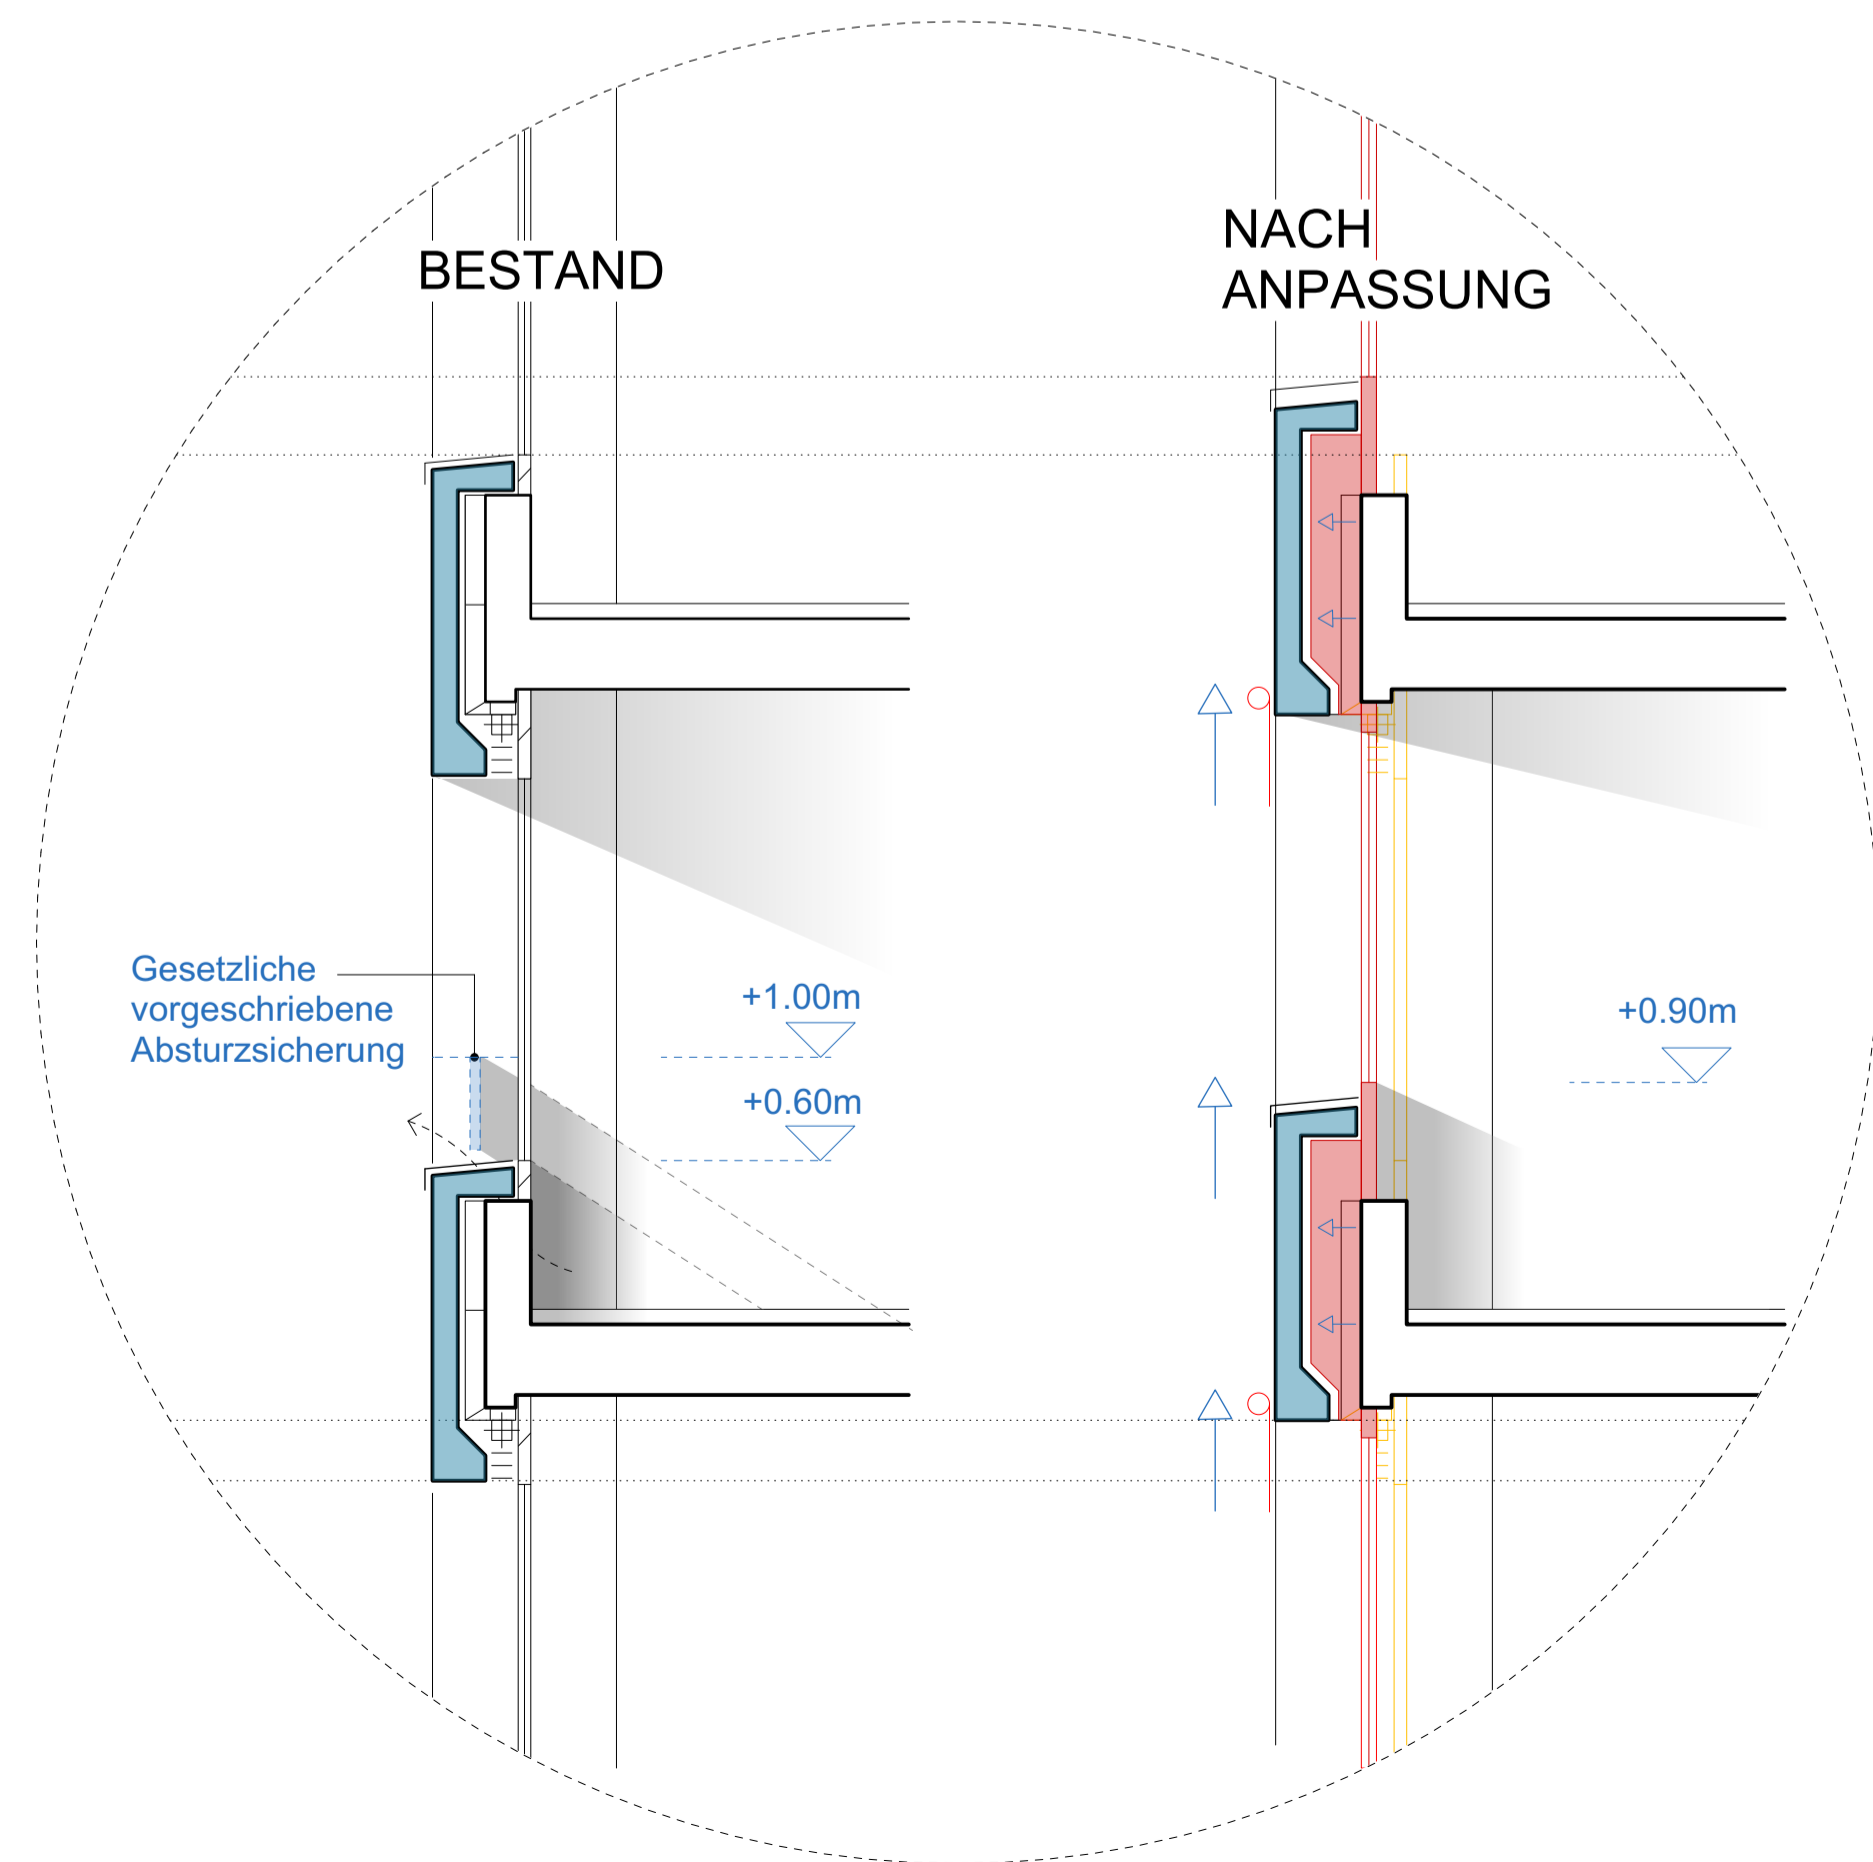 BESTAND
NACH
ANPASSUNG
Gesetzliche
vorgeschriebene
Absturzsicherung
+1.00m
+0.60m
+0.90m